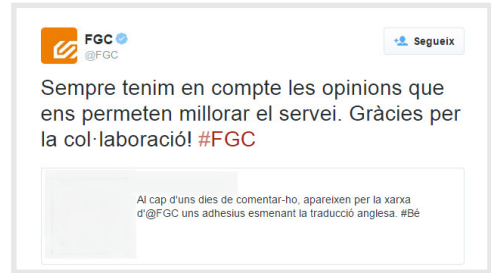 FGC
@FGC
Segueix
Sempre tenim en compte les opinions que
ens permeten millorar el servei. Gràcies per
la col·laboració! #FGC
Al cap d'uns dies de comentar-ho, apareixen per la xarxa
d'@FGC uns adhesius esmenant la traducció anglesa. #Bé